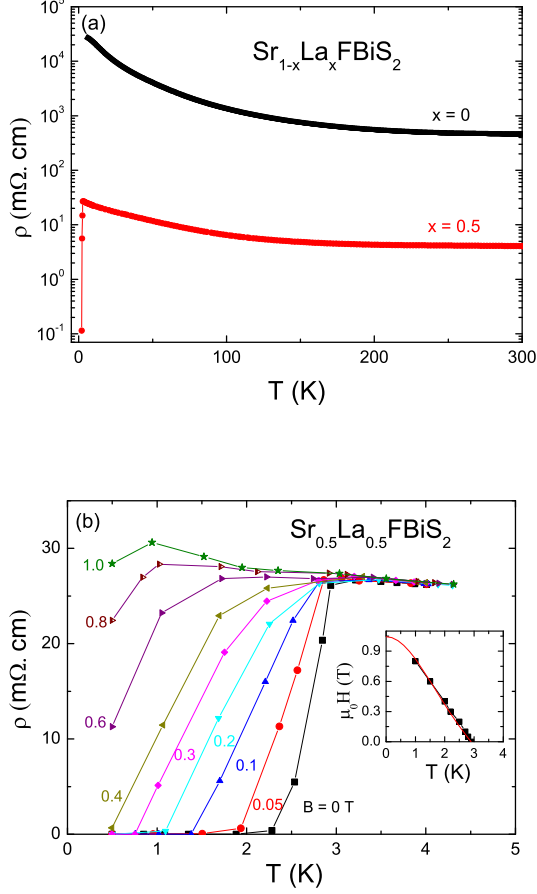 (a)
Sr1-xLaxFBiS2
x = 0
x = 0.5
ρ (mΩ. cm)
10^5
10^4
10^3
10^2
10^1
10^0
10^-1
0 100 200 300
T (K)
(b)
Sr0.5La0.5FBiS2
1.0
0.8
0.6
0.4
0.3
0.2
0.1
0.05
B = 0 T
ρ (mΩ. cm)
30
20
10
0
0 1 2 3 4 5
T (K)
μ0H (T)
0.9
0.6
0.3
0.0
0 1 2 3 4
T (K)